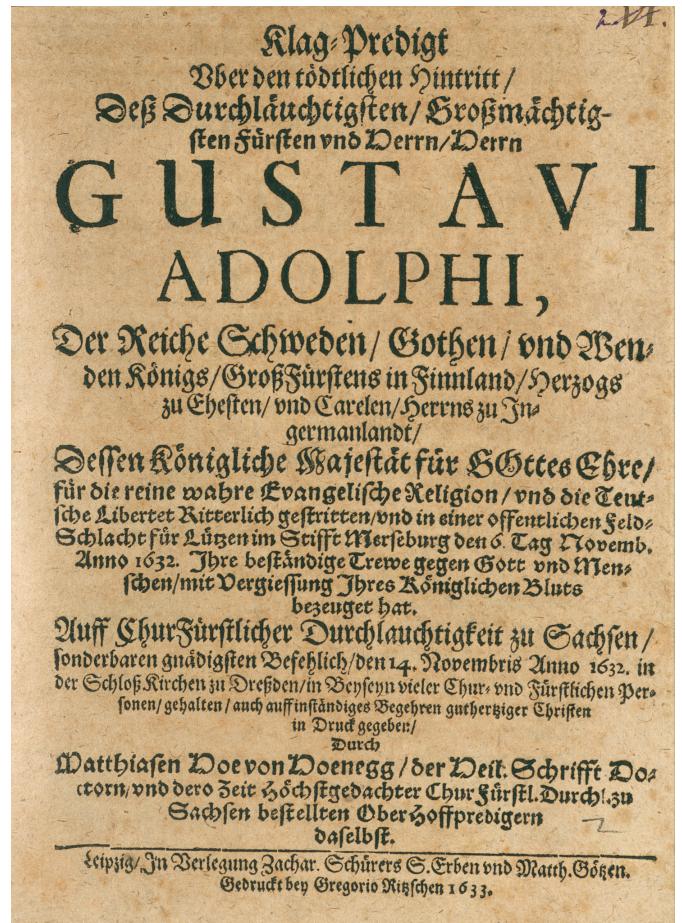 Klag-Predigt
Vber den tödtlichen Hintritt/
Deß Durchläuchtigsten/Großmächtig-
sten Fürsten vnd Herrn/Herrn
GUSTAVI
ADOLPHI,
Der Reiche Schweden/Gothen/vnd Wen-
den Königs/GroßFürstens in Finnland/Herzogs
zu Ehesten/vnd Carelen/Herrns zu In-
germanlandt/
Dessen Königliche Majestät für GOttes Ehre/
für die reine wahre Evangelische Religion/vnd die Teut-
sche Libertet Ritterlich gestritten/vnd in einer offentlichen Feld-
Schlacht für Lützen im Stifft Merseburg den 6. Tag Novemb.
Anno 1632. Ihre beständige Trewe gegen Gott vnd Men-
schen/mit Vergiessung Ihres Königlichen Bluts
bezeuget hat.
Auff ChurFürstlicher Durchlauchtigkeit zu Sachsen/
sonderbaren gnädigsten Befehlich/den 14. Novembris Anno 1632. in
der SchloßKirchen zu Dreßden/in Beyseyn vieler Chur- vnd Fürstlichen Per-
sonen/gehalten/auch auff inständiges Begehren guthertziger Christen
in Druck gegeben/
Durch
Matthiasen Hoe von Hoenegg/der Heil. Schrifft Do-
ctorn/vnd dero Zeit Höchstgedachter ChurFürstl. Durchl. zu
Sachsen bestellten OberHoffpredigern
daselbst.
Leipzig/In Verlegung Zachar. Schürers S. Erben vnd Matth. Götzen.
Gedruckt bey Gregorio Ritzschen 1633.